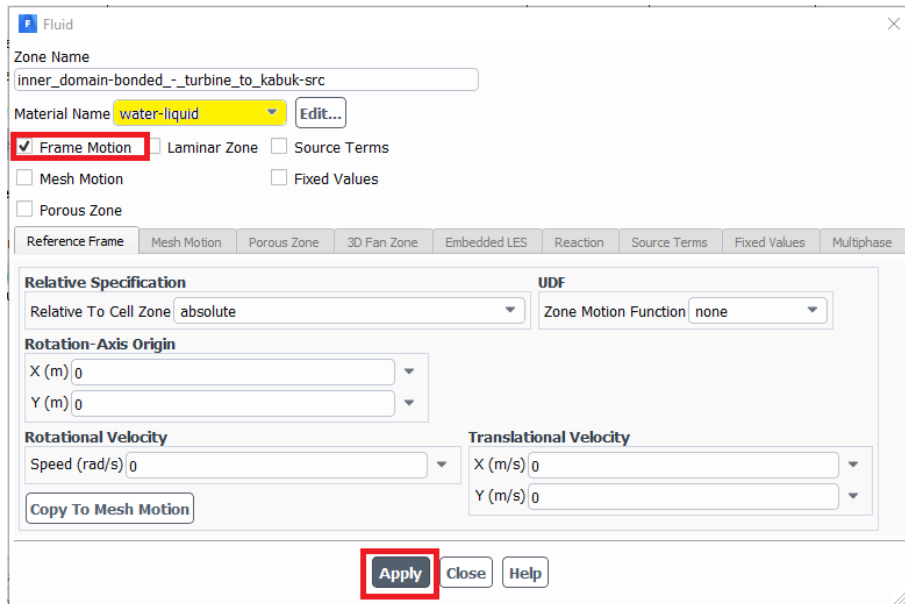 Fluid
Zone Name
inner_domain-bonded_-_turbine_to_kabuk-src
Material Name water-liquid Edit...
Frame Motion Laminar Zone Source Terms
Mesh Motion Fixed Values
Porous Zone
Reference Frame Mesh Motion Porous Zone 3D Fan Zone Embedded LES Reaction Source Terms Fixed Values Multiphase
Relative Specification UDF
Relative To Cell Zone absolute Zone Motion Function none
Rotation-Axis Origin
X (m) 0
Y (m) 0
Rotational Velocity Translational Velocity
Speed (rad/s) 0 X (m/s) 0
Y (m/s) 0
Copy To Mesh Motion
Apply Close Help